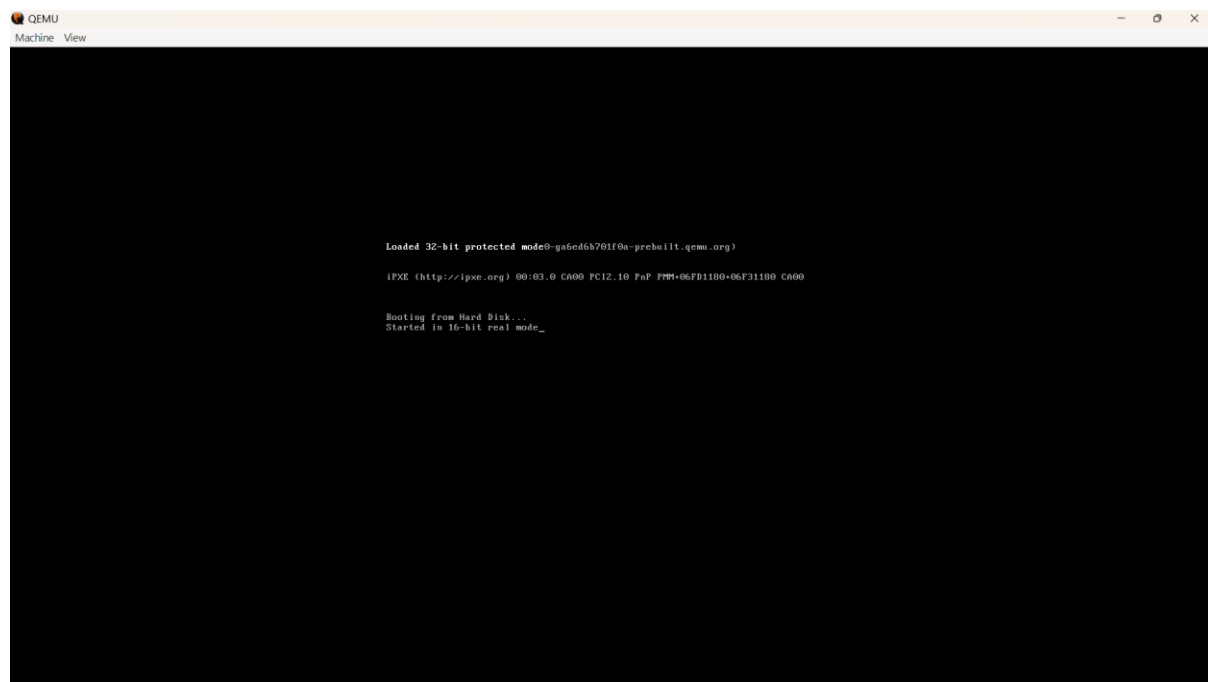 QEMU
Machine View
Loaded 32-bit protected mode0-ga6ed6b701f0a-prebuilt.qemu.org)
iPXE (http://ipxe.org) 00:03.0 CA00 PCI2.10 PnP PMM+06FD1180+06F31180 CA00
Booting from Hard Disk...
Started in 16-bit real mode_